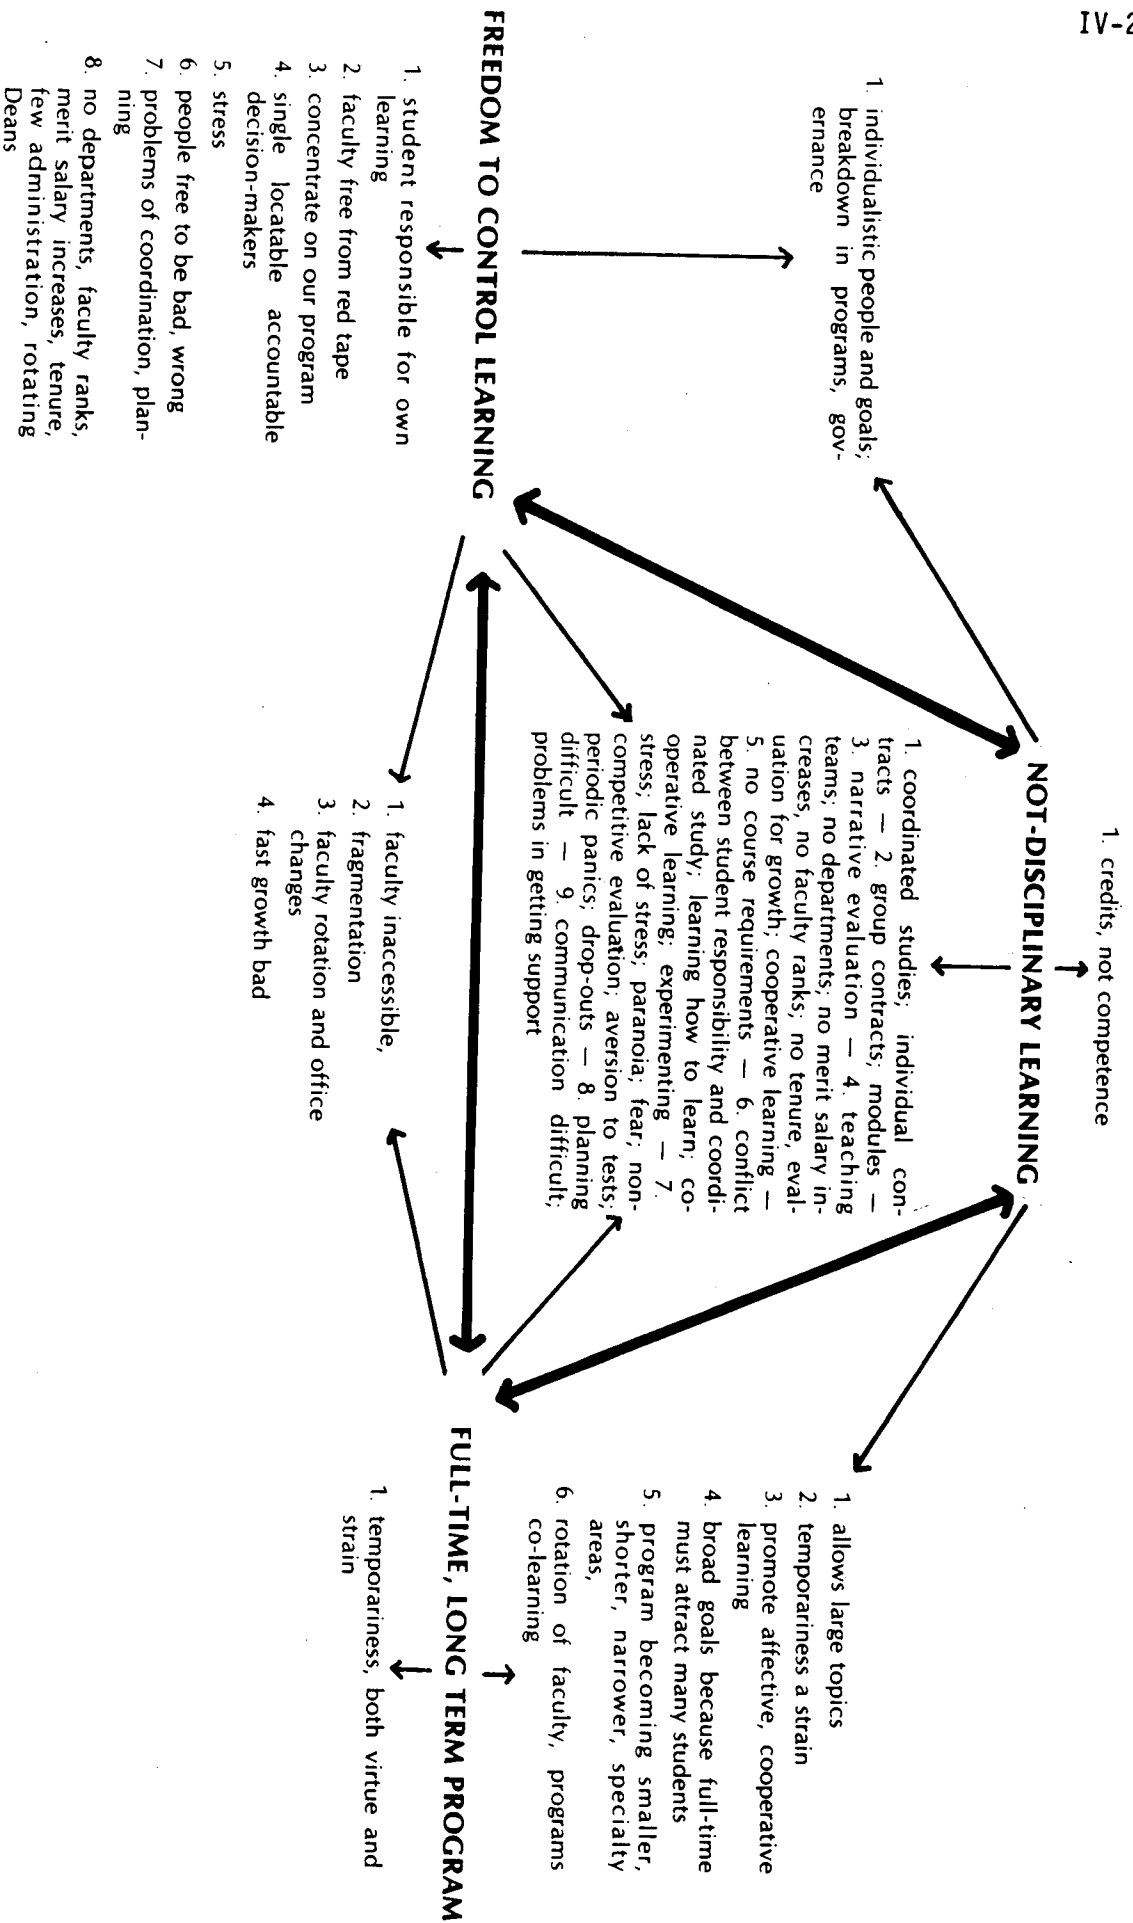 IV-2
1. credits, not competence
NOT-DISCIPLINARY LEARNING
1. individualistic people and goals;
breakdown in programs, gov-
ernance
1. coordinated studies; individual con-
tracts — 2. group contracts; modules —
3. narrative evaluation — 4. teaching
teams; no departments; no merit salary in-
creases, no faculty ranks; no tenure, eval-
uation for growth; cooperative learning —
5. no course requirements — 6. conflict
between student responsibility and coordi-
nated study; learning how to learn; co-
operative learning; experimenting — 7.
stress; lack of stress; paranoia; fear; non-
competitive evaluation; aversion to tests;
periodic panics; drop-outs — 8. planning
difficult — 9. communication difficult;
problems in getting support
1. allows large topics
2. temporariness a strain
3. promote affective, cooperative
learning
4. broad goals because full-time
must attract many students
5. program becoming smaller,
shorter, narrower, specialty
areas,
6. rotation of faculty, programs
co-learning
FREEDOM TO CONTROL LEARNING
1. student responsible for own
learning
2. faculty free from red tape
3. concentrate on our program
4. single locatable accountable
decision-makers
5. stress
6. people free to be bad, wrong
7. problems of coordination, plan-
ning
8. no departments, faculty ranks,
merit salary increases, tenure,
few administration, rotating
Deans
1. faculty inaccessible,
2. fragmentation
3. faculty rotation and office
changes
4. fast growth bad
FULL-TIME, LONG TERM PROGRAM
1. temporariness, both virtue and
strain